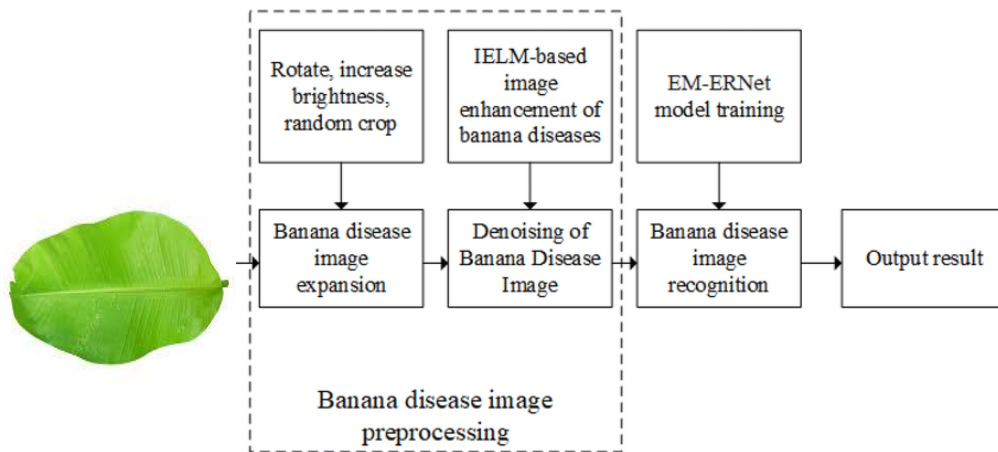 Rotate, increase
brightness,
random crop
IELM-based
image
enhancement of
banana diseases
EM-ERNet
model training
Banana disease
image
expansion
Denoising of
Banana Disease
Image
Banana disease
image
recognition
Output result
Banana disease image
preprocessing